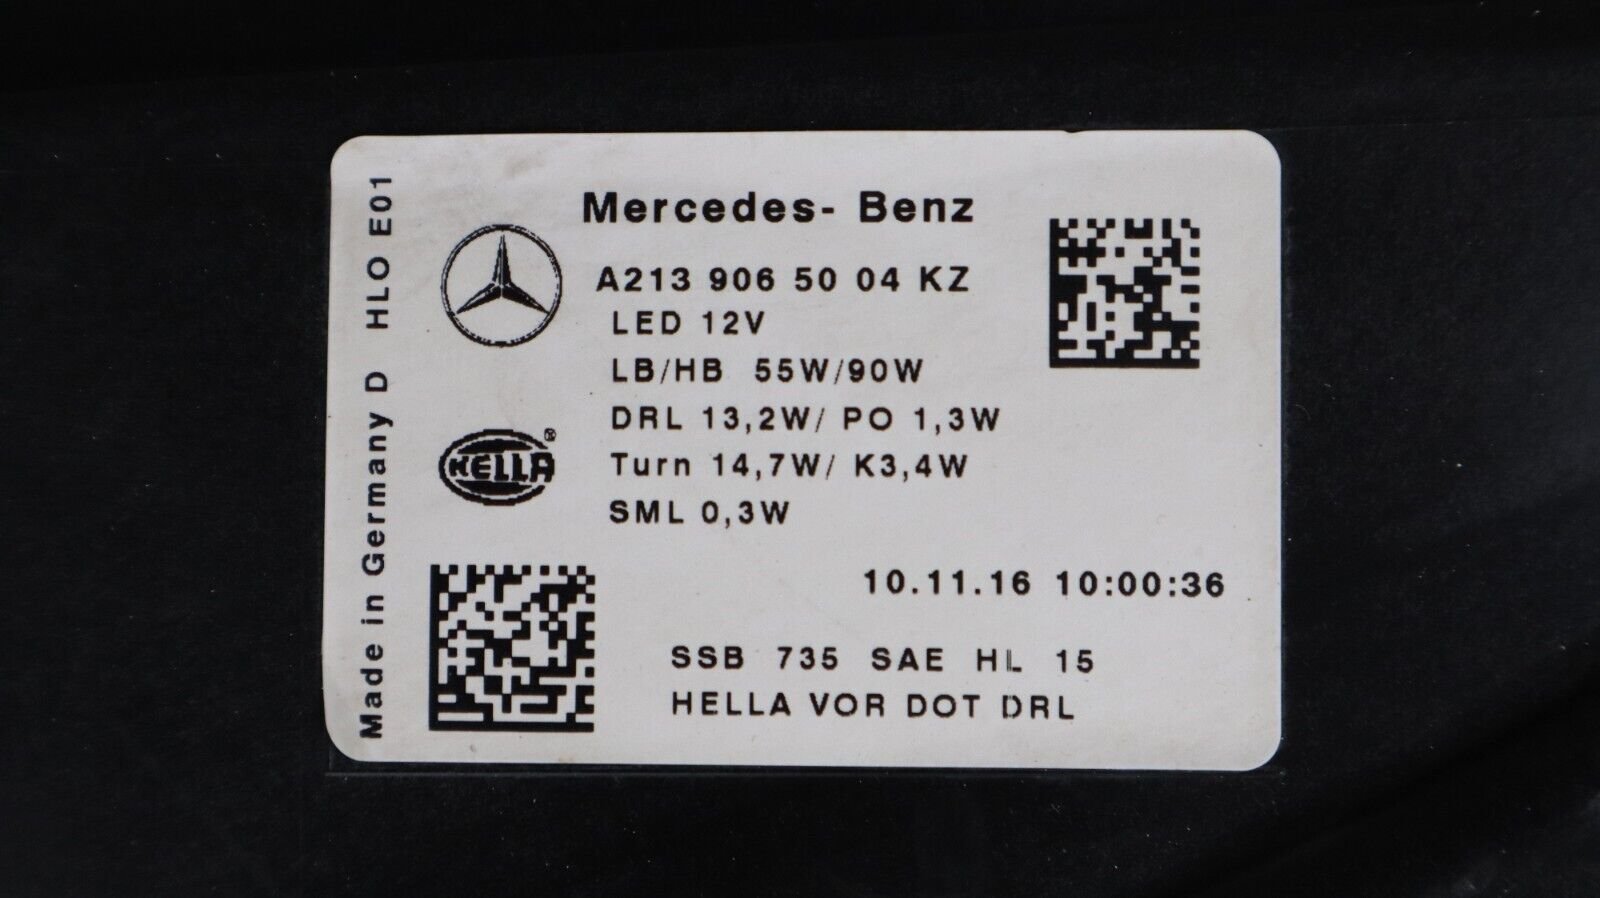 Mercedes- Benz
A213 906 50 04 KZ
LED 12V
LB/HB 55W/90W
DRL 13,2W/ PO 1,3W
Turn 14,7W/ K3,4W
SML 0,3W
HELLA®
10.11.16 10:00:36
SSB 735 SAE HL 15
HELLA VOR DOT DRL
Made in Germany D HLO E01